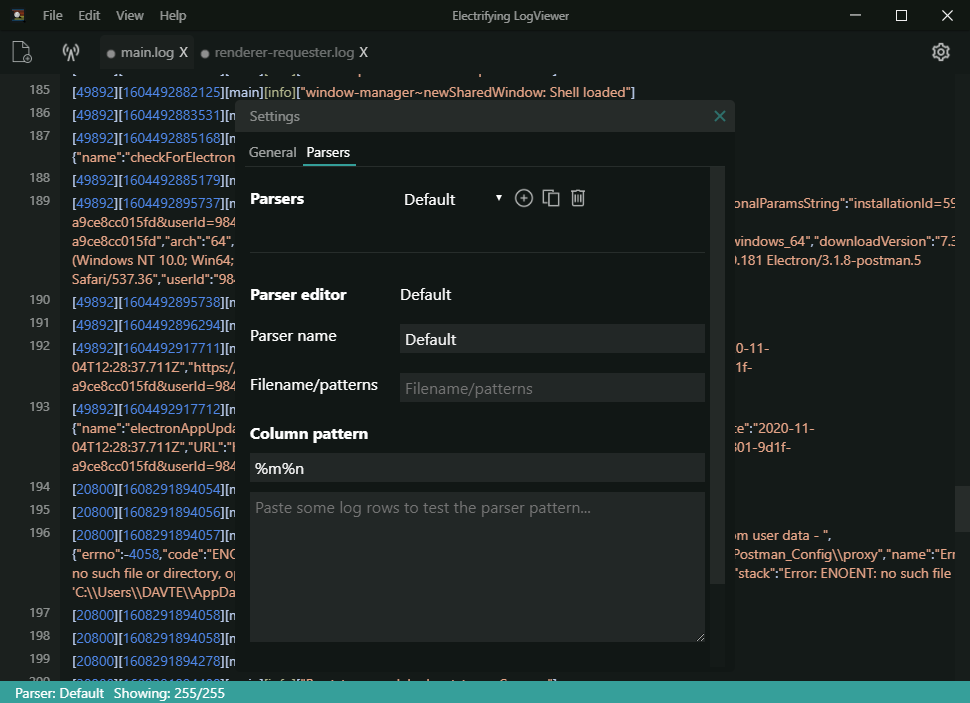 File Edit View Help Electrifying LogViewer
main.log X renderer-requester.log X
185 [49892][1604492882125][main][info]["window-manager~newSharedWindow: Shell loaded"]
186 [49892][1604492883531][m
Settings
187 [49892][1604492885168][m
{"name":"checkForElectron
General Parsers
188 [49892][1604492885179][m
189 [49892][1604492895737][m onalParamsString":"installationId=59
Parsers Default
a9ce8cc015fd&userId=984
a9ce8cc015fd","arch":"64", windows_64","downloadVersion":"7.3
(Windows NT 10.0; Win64; 0.181 Electron/3.1.8-postman.5
Safari/537.36","userId":"984
190 [49892][1604492895738][m
Parser editor Default
191 [49892][1604492896294][m
Parser name Default
192 [49892][1604492917711][m 0-11-
04T12:28:37.711Z","https:/ 1f-
a9ce8cc015fd&userId=984
Filename/patterns Filename/patterns
193 [49892][1604492917712][m
{"name":"electronAppUpda te":"2020-11-
Column pattern
04T12:28:37.711Z","URL":" 801-9d1f-
a9ce8cc015fd&userId=984
%m%n
194 [20800][1608291894054][m
195 [20800][1608291894056][m
Paste some log rows to test the parser pattern...
196 [20800][1608291894057][m om user data - ",
{"errno":-4058,"code":"ENO Postman_Config\\proxy","name":"Err
no such file or directory, op "stack":"Error: ENOENT: no such file
'C:\\Users\\DAVTE\\AppDa
197 [20800][1608291894058][m
198 [20800][1608291894058][m
199 [20800][1608291894278][m
Parser: Default Showing: 255/255